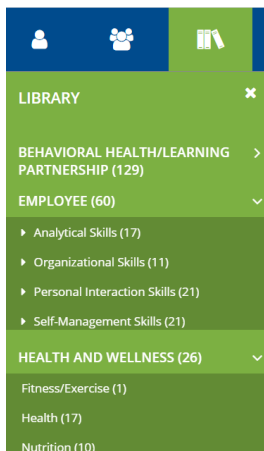 LIBRARY
BEHAVIORAL HEALTH/LEARNING
PARTNERSHIP (129)
EMPLOYEE (60)
Analytical Skills (17)
Organizational Skills (11)
Personal Interaction Skills (21)
Self-Management Skills (21)
HEALTH AND WELLNESS (26)
Fitness/Exercise (1)
Health (17)
Nutrition (10)